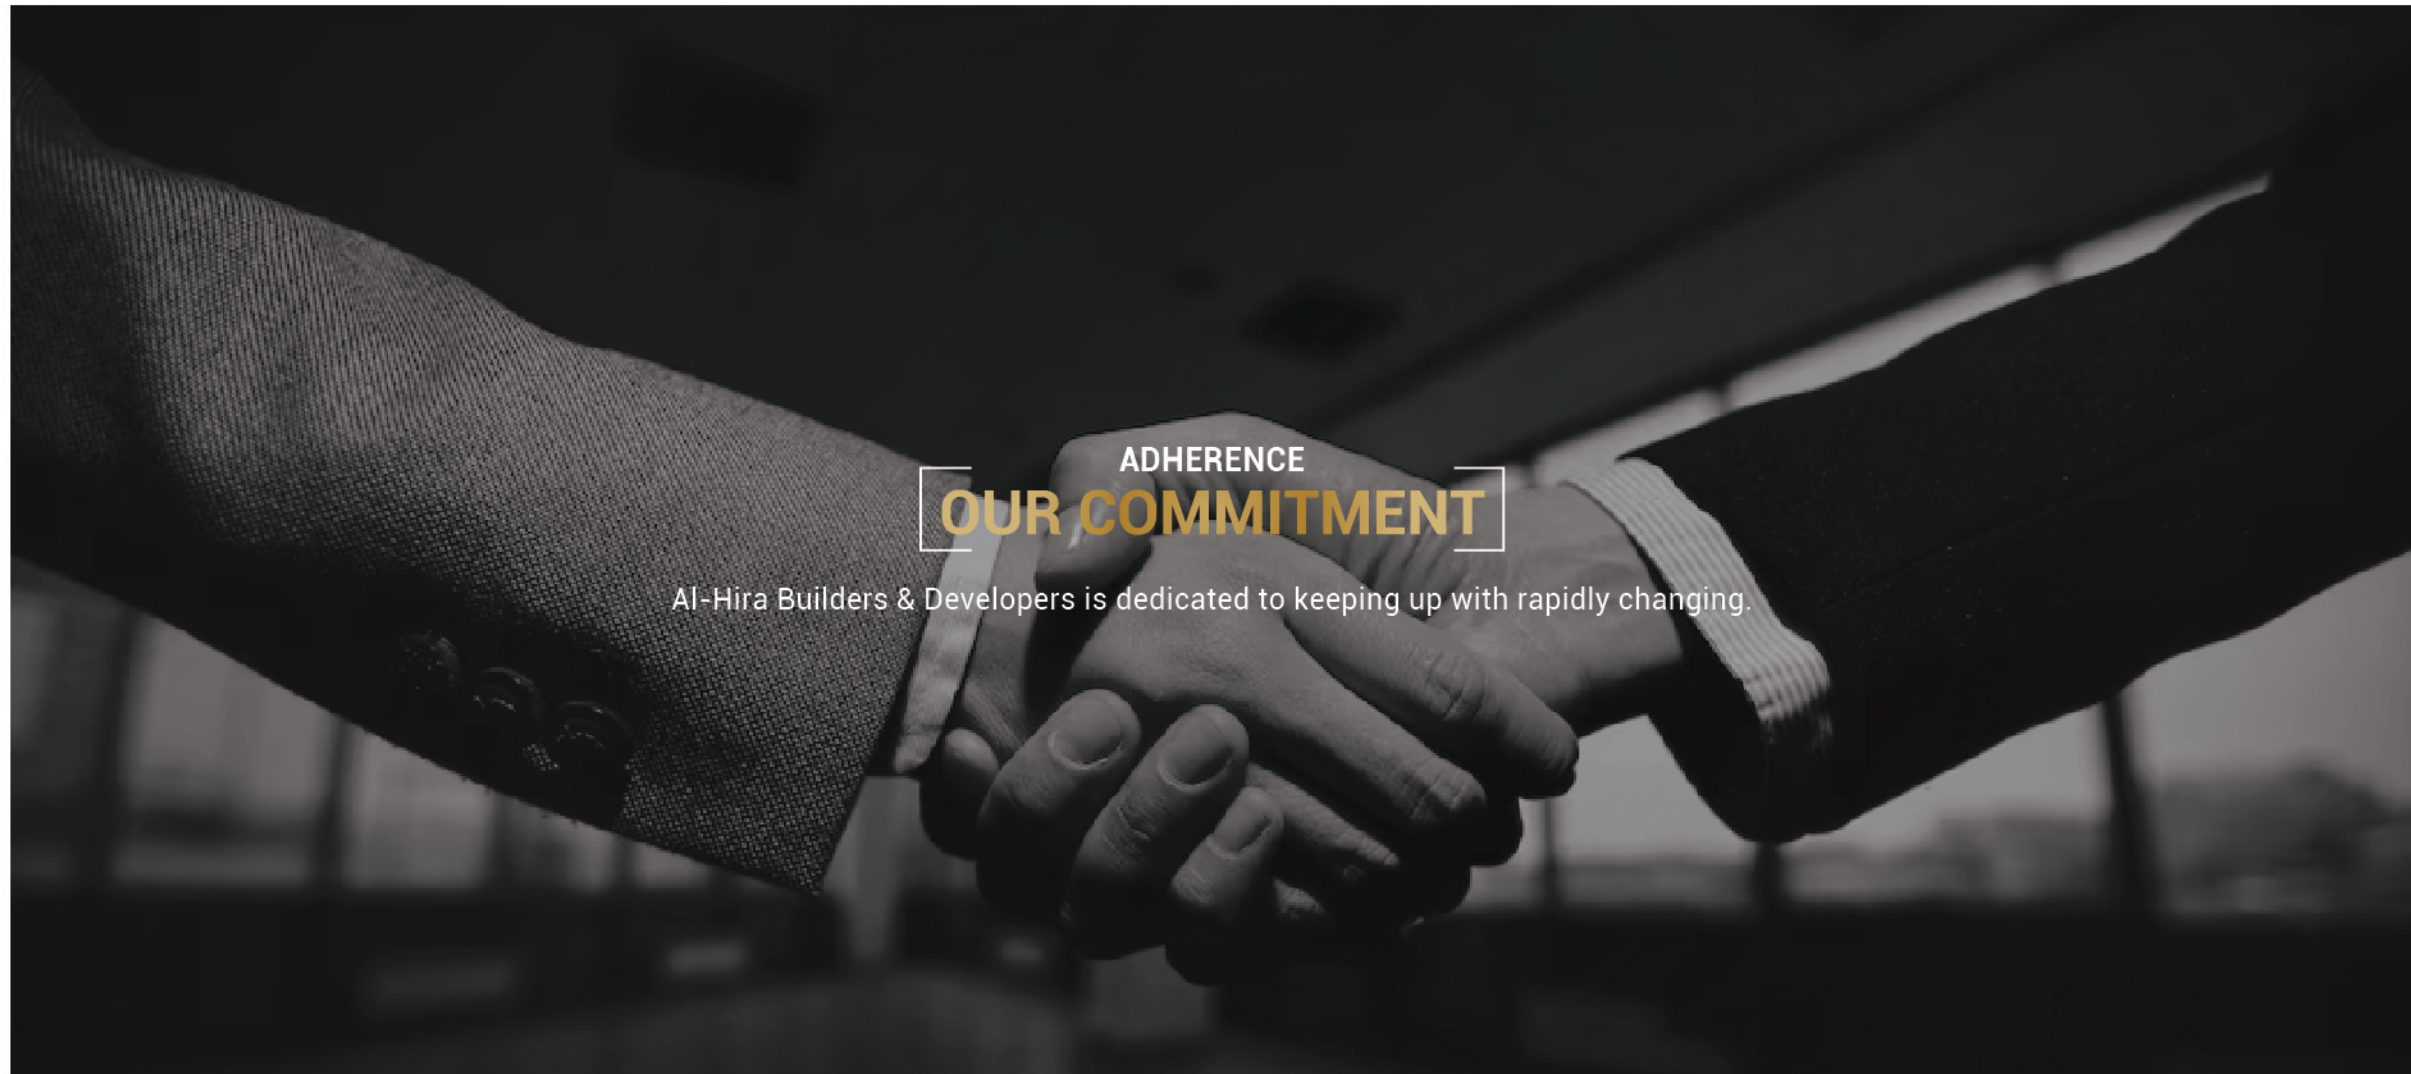 ADHERENCE
OUR COMMITMENT
Al-Hira Builders & Developers is dedicated to keeping up with rapidly changing.